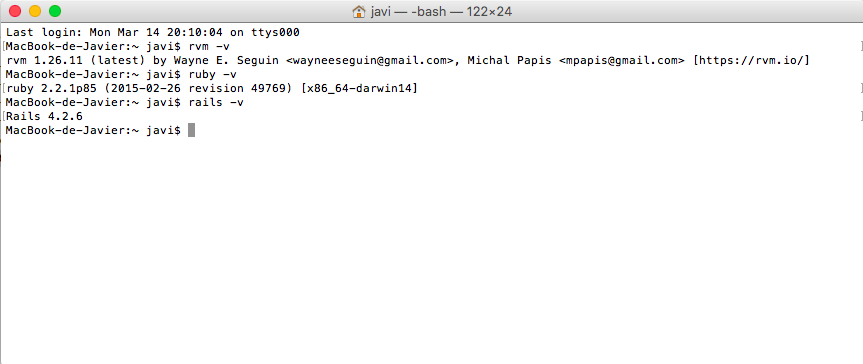 javi — -bash — 122×24
Last login: Mon Mar 14 20:10:04 on ttys000
[MacBook-de-Javier:~ javi$ rvm -v ]
rvm 1.26.11 (latest) by Wayne E. Seguin <wayneeseguin@gmail.com>, Michal Papis <mpapis@gmail.com> [https://rvm.io/]
[MacBook-de-Javier:~ javi$ ruby -v ]
ruby 2.2.1p85 (2015-02-26 revision 49769) [x86_64-darwin14]
[MacBook-de-Javier:~ javi$ rails -v ]
Rails 4.2.6
MacBook-de-Javier:~ javi$